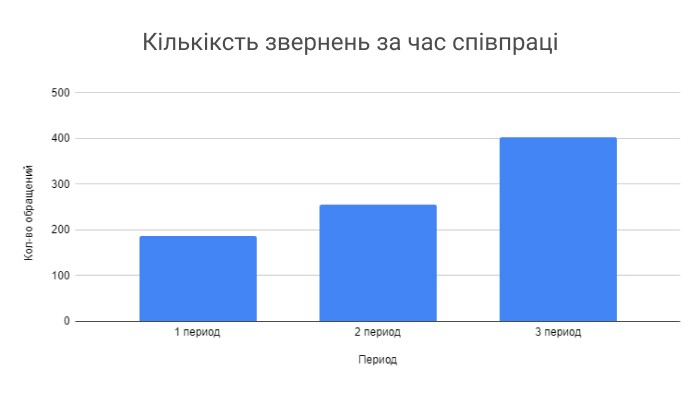 Кількіксть звернень за час співпраці
500
400
300
200
100
0
Кол-во обращений
1 период
2 период
3 период
Период